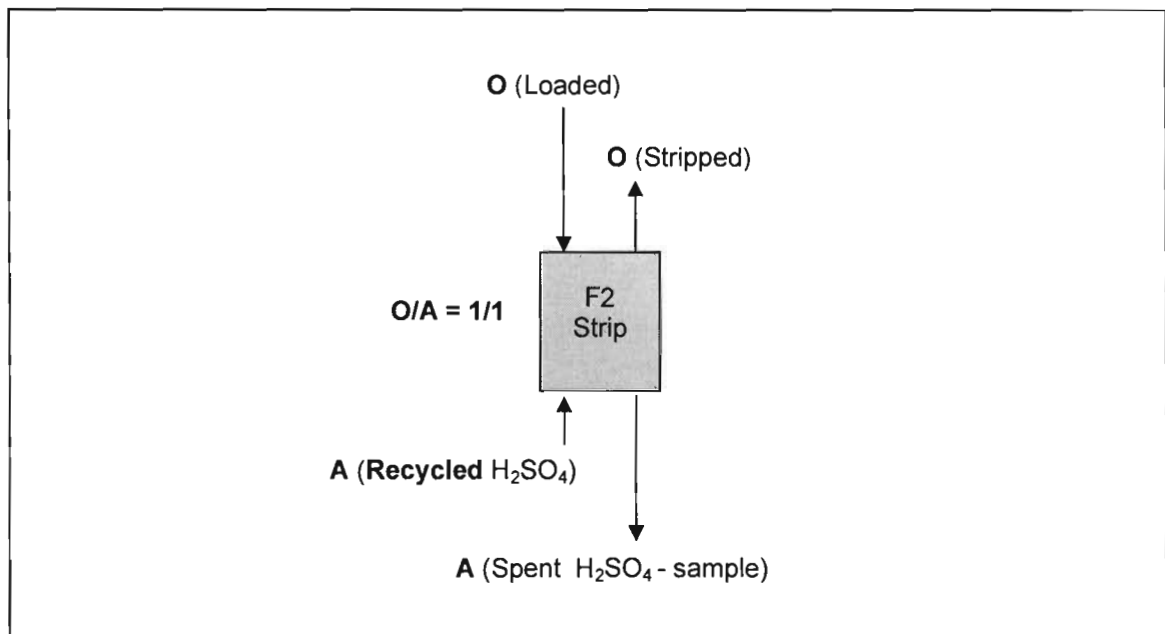 O (Loaded)
O (Stripped)
O/A = 1/1
F2
Strip
A (Recycled H₂SO₄)
A (Spent H₂SO₄ - sample)